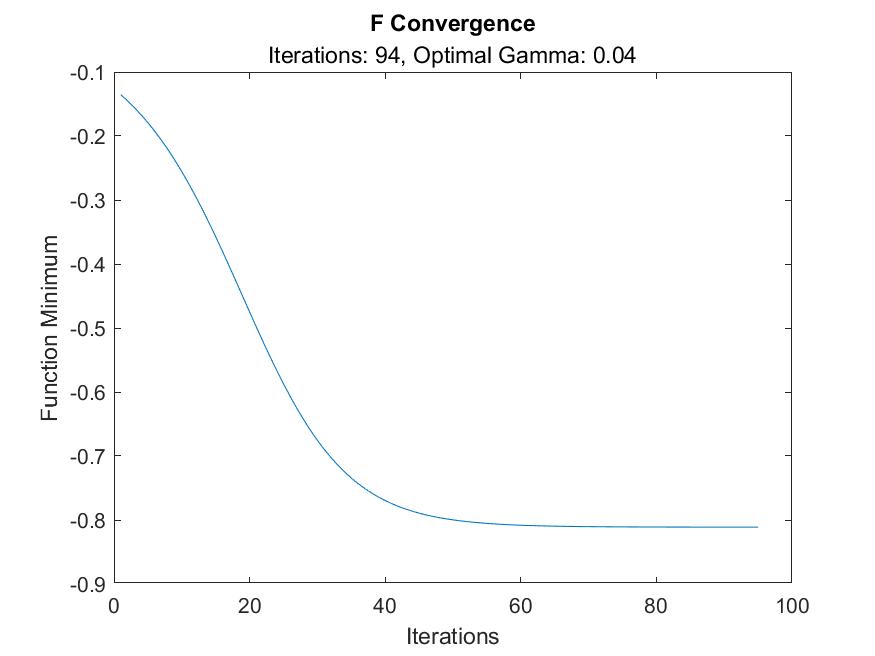 F Convergence
Iterations: 94, Optimal Gamma: 0.04
-0.1
-0.2
-0.3
-0.4
-0.5
-0.6
-0.7
-0.8
-0.9
Function Minimum
0 20 40 60 80 100
Iterations